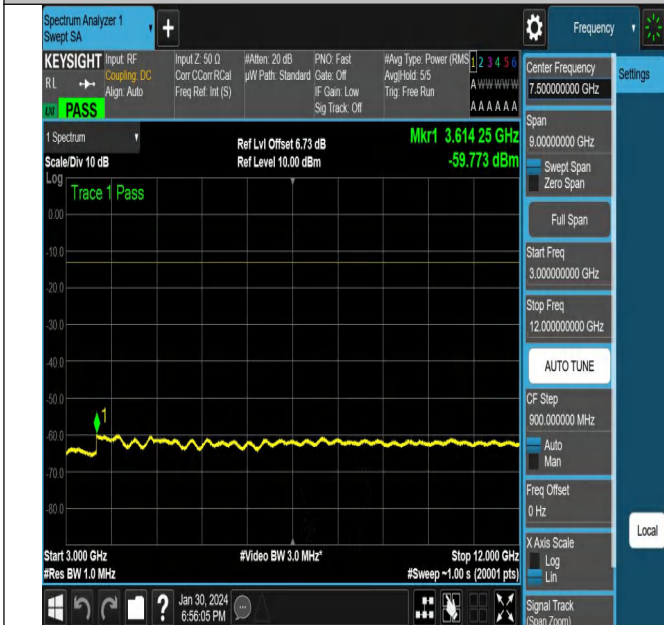 Spectrum Analyzer 1
Swept SA
Frequency
KEYSIGHT
RL
PASS
Input: RF
Coupling: DC
Align: Auto
Input Z: 50 Ω
Corr CCorr RCal
Freq Ref: Int (S)
#Atten: 20 dB
µW Path: Standard
PNO: Fast
Gate: Off
IF Gain: Low
Sig Track: Off
#Avg Type: Power (RMS
Avg|Hold: 5/5
Trig: Free Run
1 2 3 4 5 6
A W W W W W
A A A A A A
1 Spectrum
Scale/Div 10 dB
Log
Ref Lvl Offset 6.73 dB
Ref Level 10.00 dBm
Mkr1 3.614 25 GHz
-59.773 dBm
Trace 1 Pass
0.00
-10.0
-20.0
-30.0
-40.0
-50.0
-60.0
-70.0
-80.0
1
Start 3.000 GHz
#Res BW 1.0 MHz
#Video BW 3.0 MHz*
Stop 12.000 GHz
#Sweep ~1.00 s (20001 pts)
Jan 30, 2024
6:56:05 PM
Center Frequency
7.500000000 GHz
Settings
Span
9.00000000 GHz
Swept Span
Zero Span
Full Span
Start Freq
3.000000000 GHz
Stop Freq
12.000000000 GHz
AUTO TUNE
CF Step
900.000000 MHz
Auto
Man
Freq Offset
0 Hz
X Axis Scale
Log
Lin
Local
Signal Track
(Span Zoom)